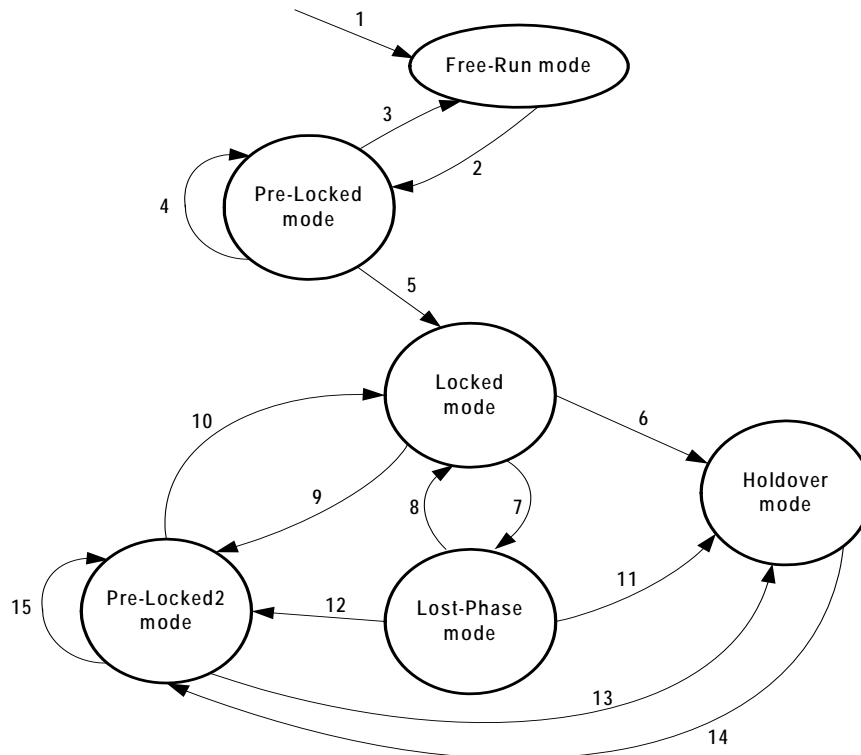 1
Free-Run mode
3
2
Pre-Locked
mode
4
5
Locked
mode
10
6
Holdover
mode
9
8
7
11
15
Pre-Locked2
mode
12
Lost-Phase
mode
13
14